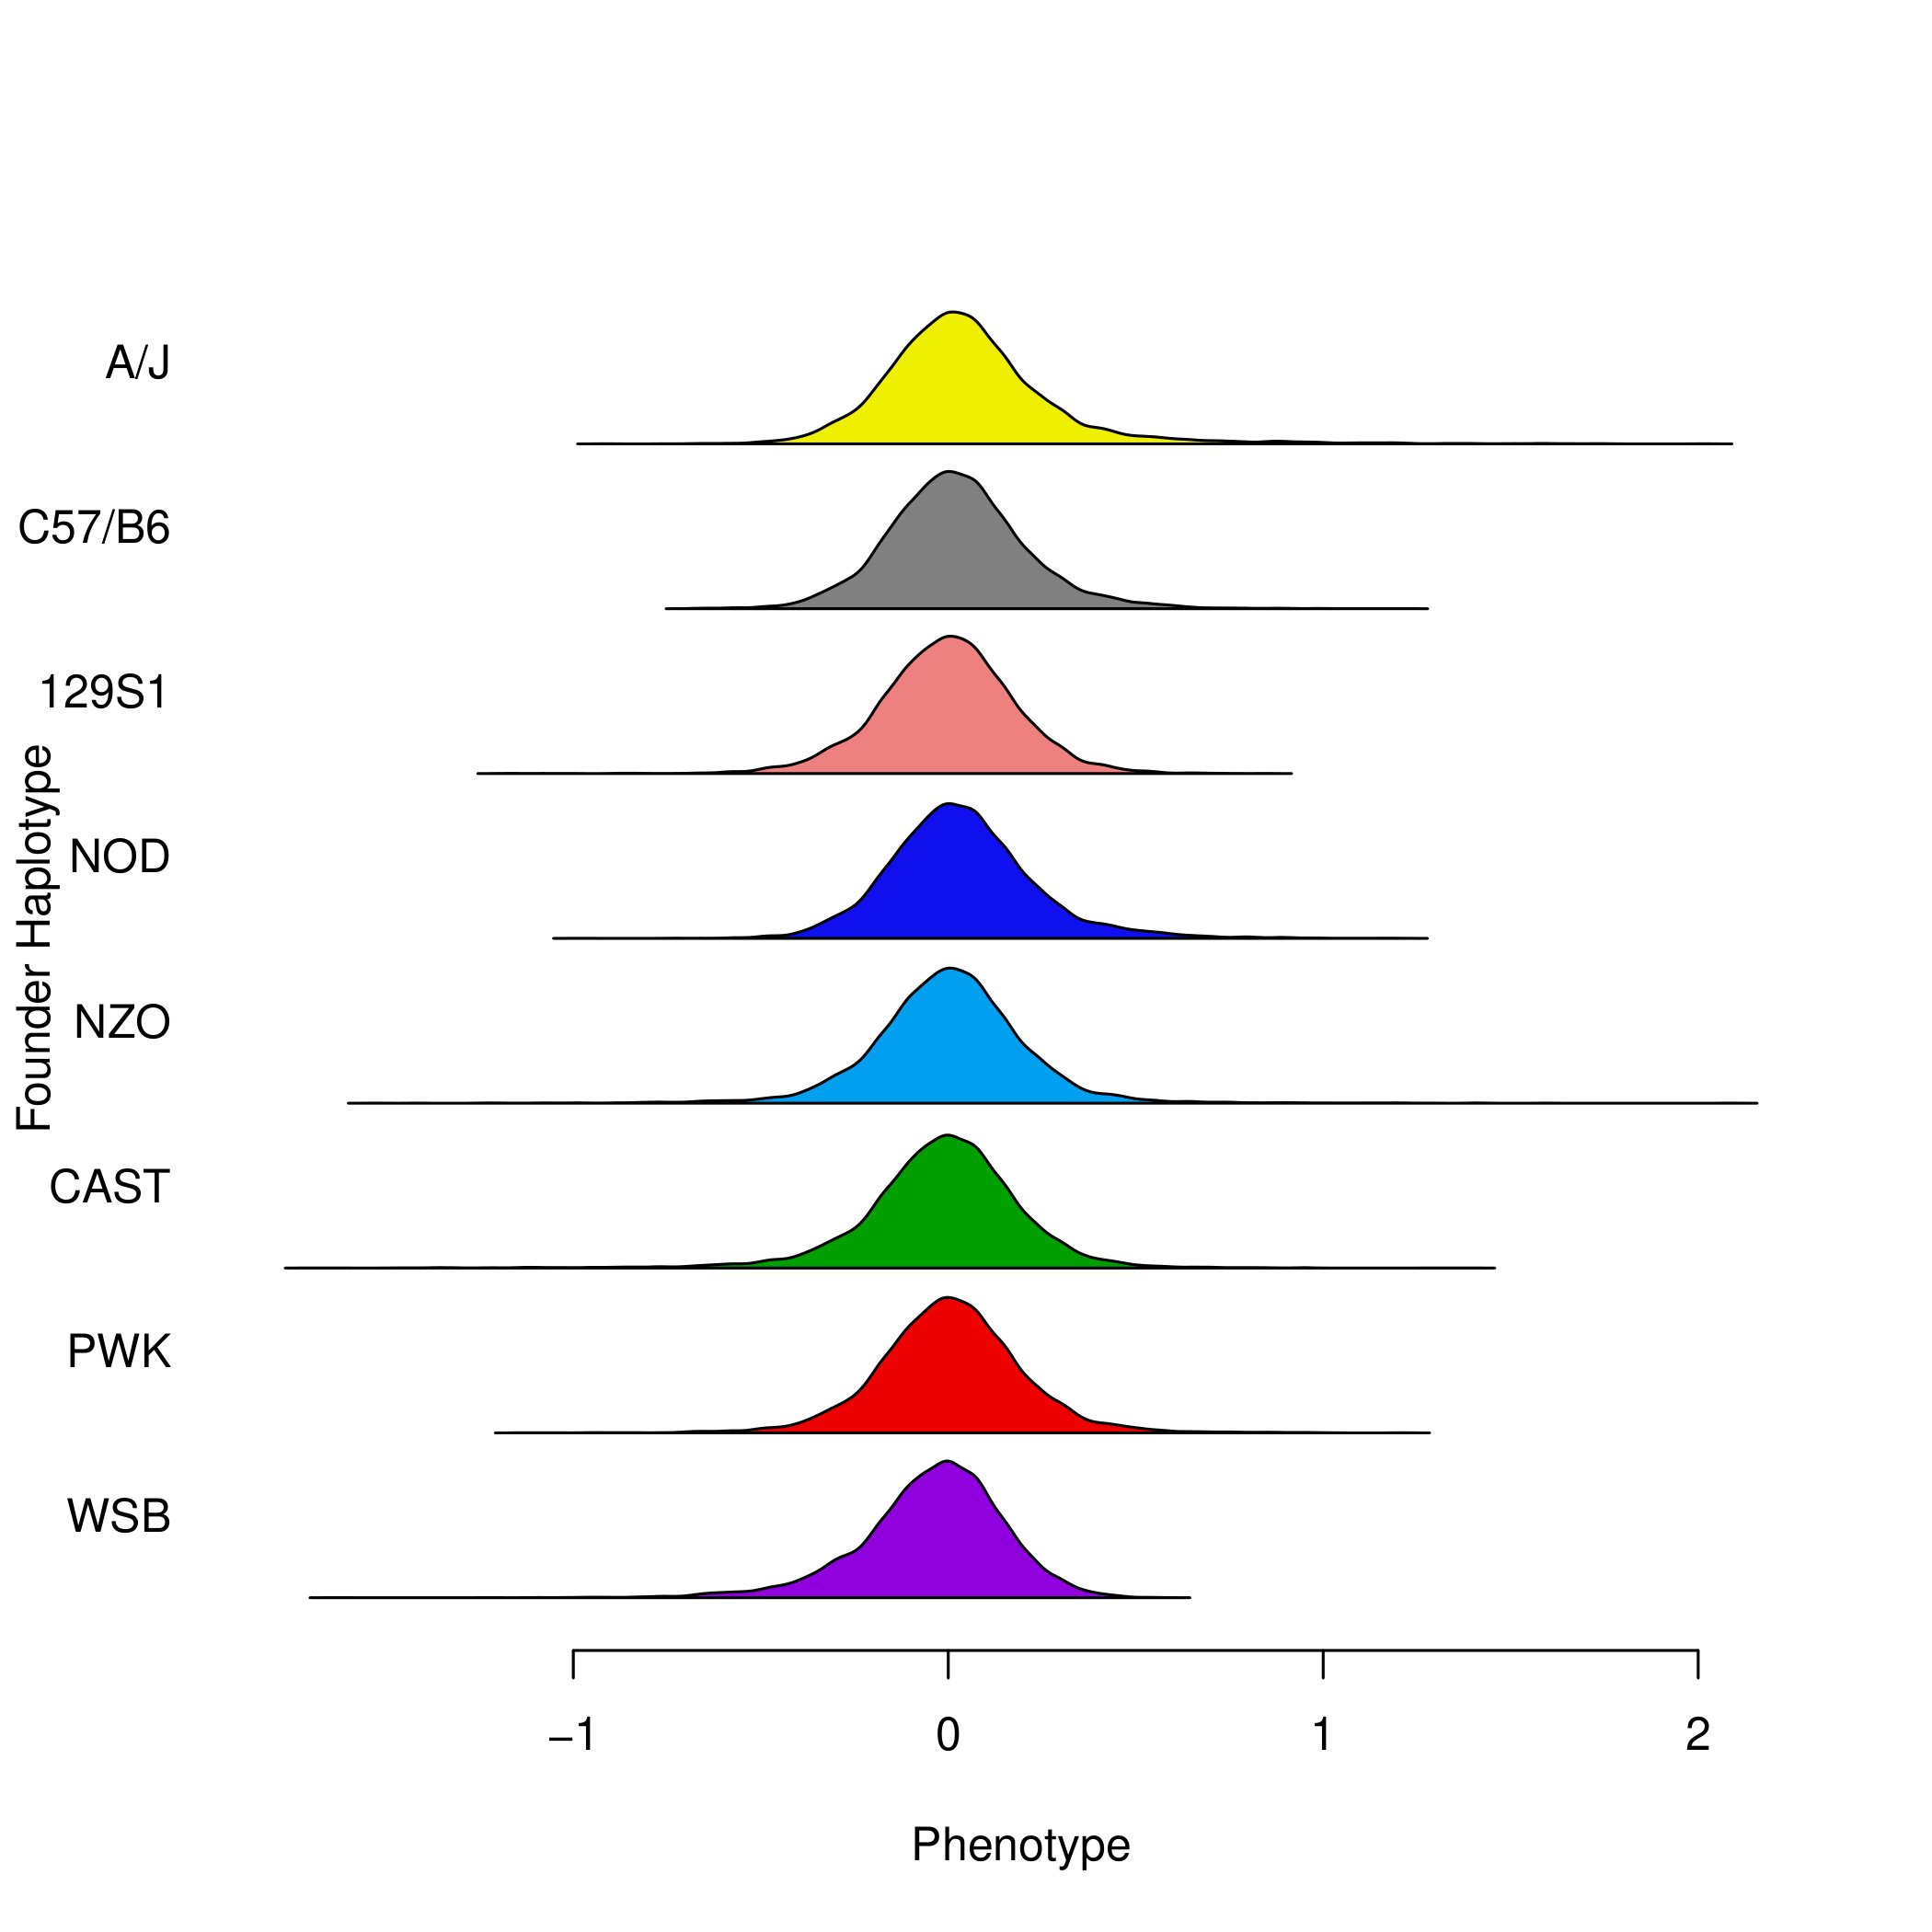 A/J
C57/B6
129S1
NOD
NZO
CAST
PWK
WSB
Founder Haplotype
−1 0 1 2
Phenotype